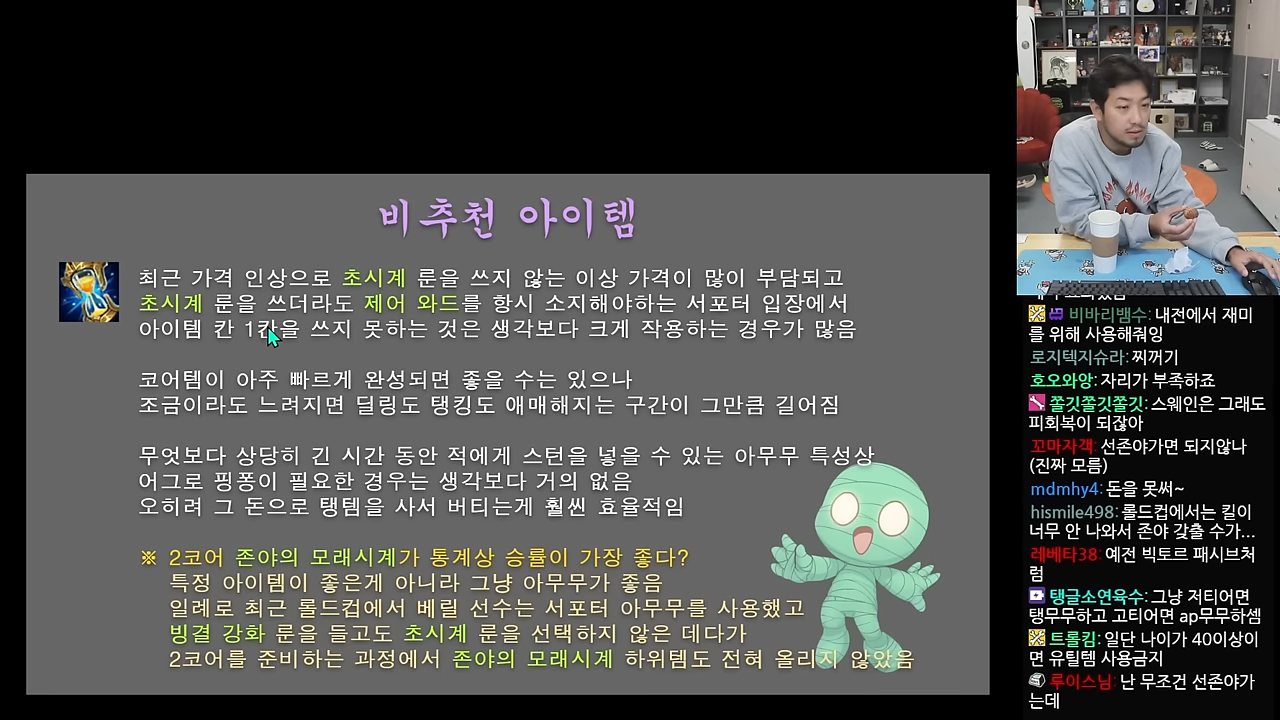 비추천 아이템
최근 가격 인상으로 초시계 룬을 쓰지 않는 이상 가격이 많이 부담되고
초시계 룬을 쓰더라도 제어 와드를 항시 소지해야하는 서포터 입장에서
아이템 칸 1칸을 쓰지 못하는 것은 생각보다 크게 작용하는 경우가 많음
코어템이 아주 빠르게 완성되면 좋을 수는 있으나
조금이라도 느려지면 딜링도 탱킹도 애매해지는 구간이 그만큼 길어짐
무엇보다 상당히 긴 시간 동안 적에게 스턴을 넣을 수 있는 아무무 특성상
어그로 핑퐁이 필요한 경우는 생각보다 거의 없음
오히려 그 돈으로 탱템을 사서 버티는게 훨씬 효율적임
※ 2코어 존야의 모래시계가 통계상 승률이 가장 좋다?
특정 아이템이 좋은게 아니라 그냥 아무무가 좋음
일례로 최근 롤드컵에서 베릴 선수는 서포터 아무무를 사용했고
빙결 강화 룬을 들고도 초시계 룬을 선택하지 않은 데다가
2코어를 준비하는 과정에서 존야의 모래시계 하위템도 전혀 올리지 않았음
비바리뱀수: 내전에서 재미
를 위해 사용해줘잉
로지텍지슈라: 찌꺼기
호오와앙: 자리가 부족하죠
쫄깃쫄깃쫄깃: 스웨인은 그래도
피회복이 되잖아
꼬마자객: 선존야가면 되지않나
(진짜 모름)
mdmhy4: 돈을 못써~
hismile498: 롤드컵에서는 킬이
너무 안 나와서 존야 갖출 수가...
레베타38: 예전 빅토르 패시브처
럼
탱글소연육수: 그냥 저티어면
탱무무하고 고티어면 ap무무하셈
트롤킴: 일단 나이가 40이상이
면 유틸템 사용금지
루이스님: 난 무조건 선존야가
는데